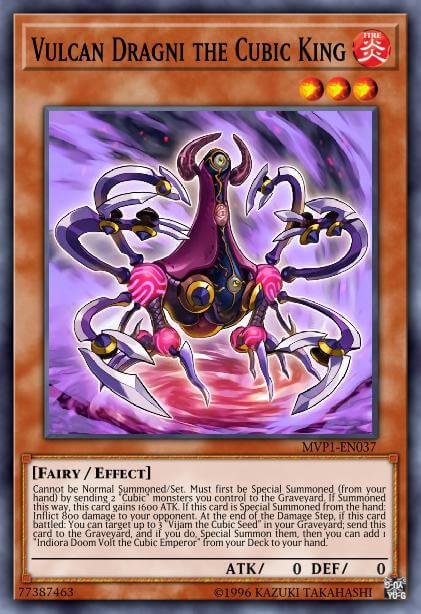 VULCAN DRAGNI THE CUBIC KING
FIRE
炎
MVP1-EN037
[FAIRY / EFFECT]
Cannot be Normal Summoned/Set. Must first be Special Summoned (from your
hand) by sending 2 "Cubic" monsters you control to the Graveyard. If Summoned
this way, this card gains 1600 ATK. If this card is Special Summoned from the hand:
Inflict 800 damage to your opponent. At the end of the Damage Step, if this card
battled: You can target up to 3 "Vijam the Cubic Seed" in your Graveyard; send this
card to the Graveyard, and if you do, Special Summon them, then you can add 1
"Indiora Doom Volt the Cubic Emperor" from your Deck to your hand.
ATK/ 0 DEF/ 0
77387463
©1996 KAZUKI TAKAHASHI